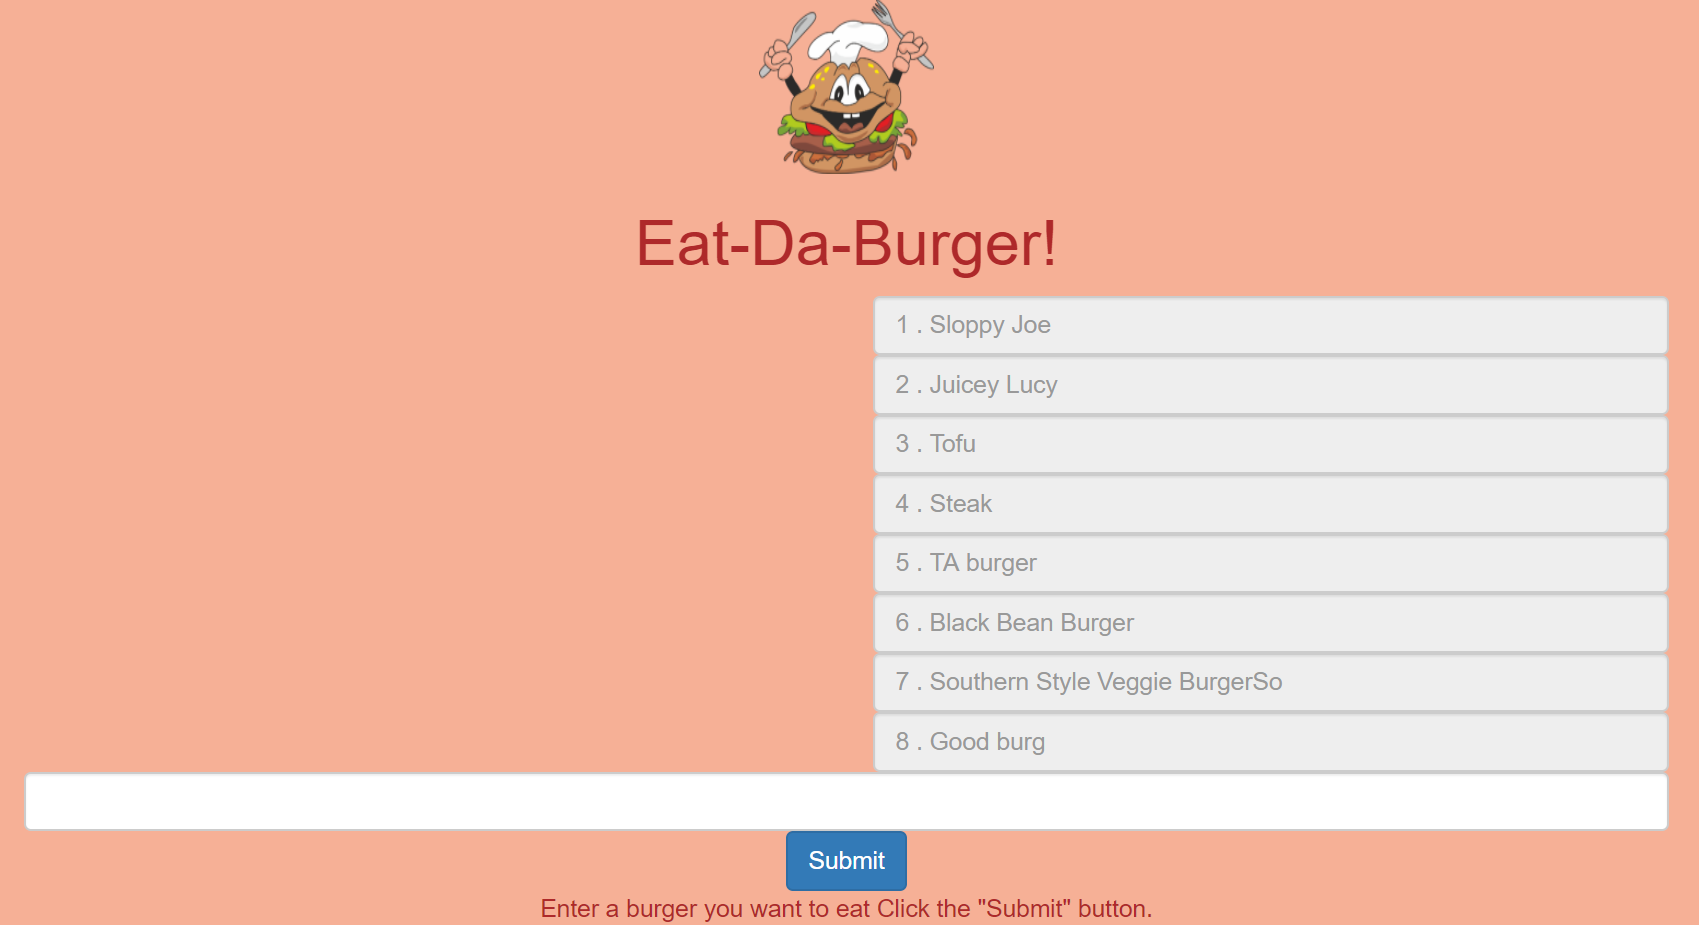 Eat-Da-Burger!
1 . Sloppy Joe
2 . Juicey Lucy
3 . Tofu
4 . Steak
5 . TA burger
6 . Black Bean Burger
7 . Southern Style Veggie BurgerSo
8 . Good burg
Submit
Enter a burger you want to eat Click the "Submit" button.